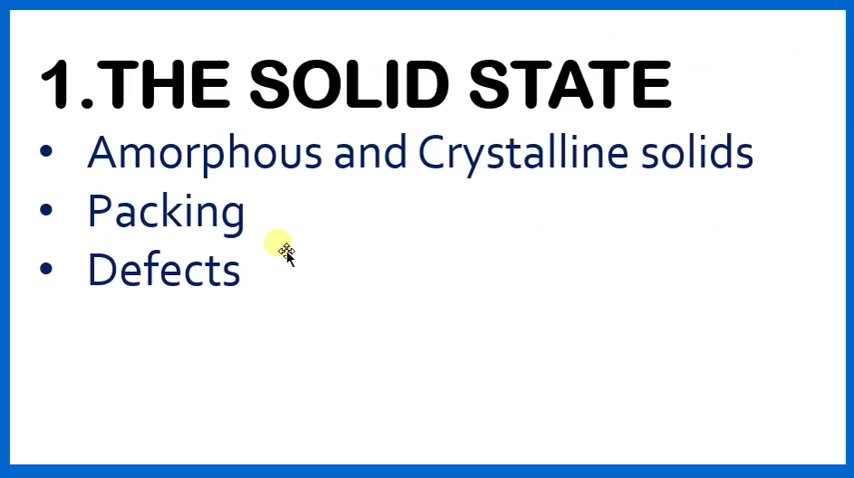 1.THE SOLID STATE
• Amorphous and Crystalline solids
• Packing
• Defects